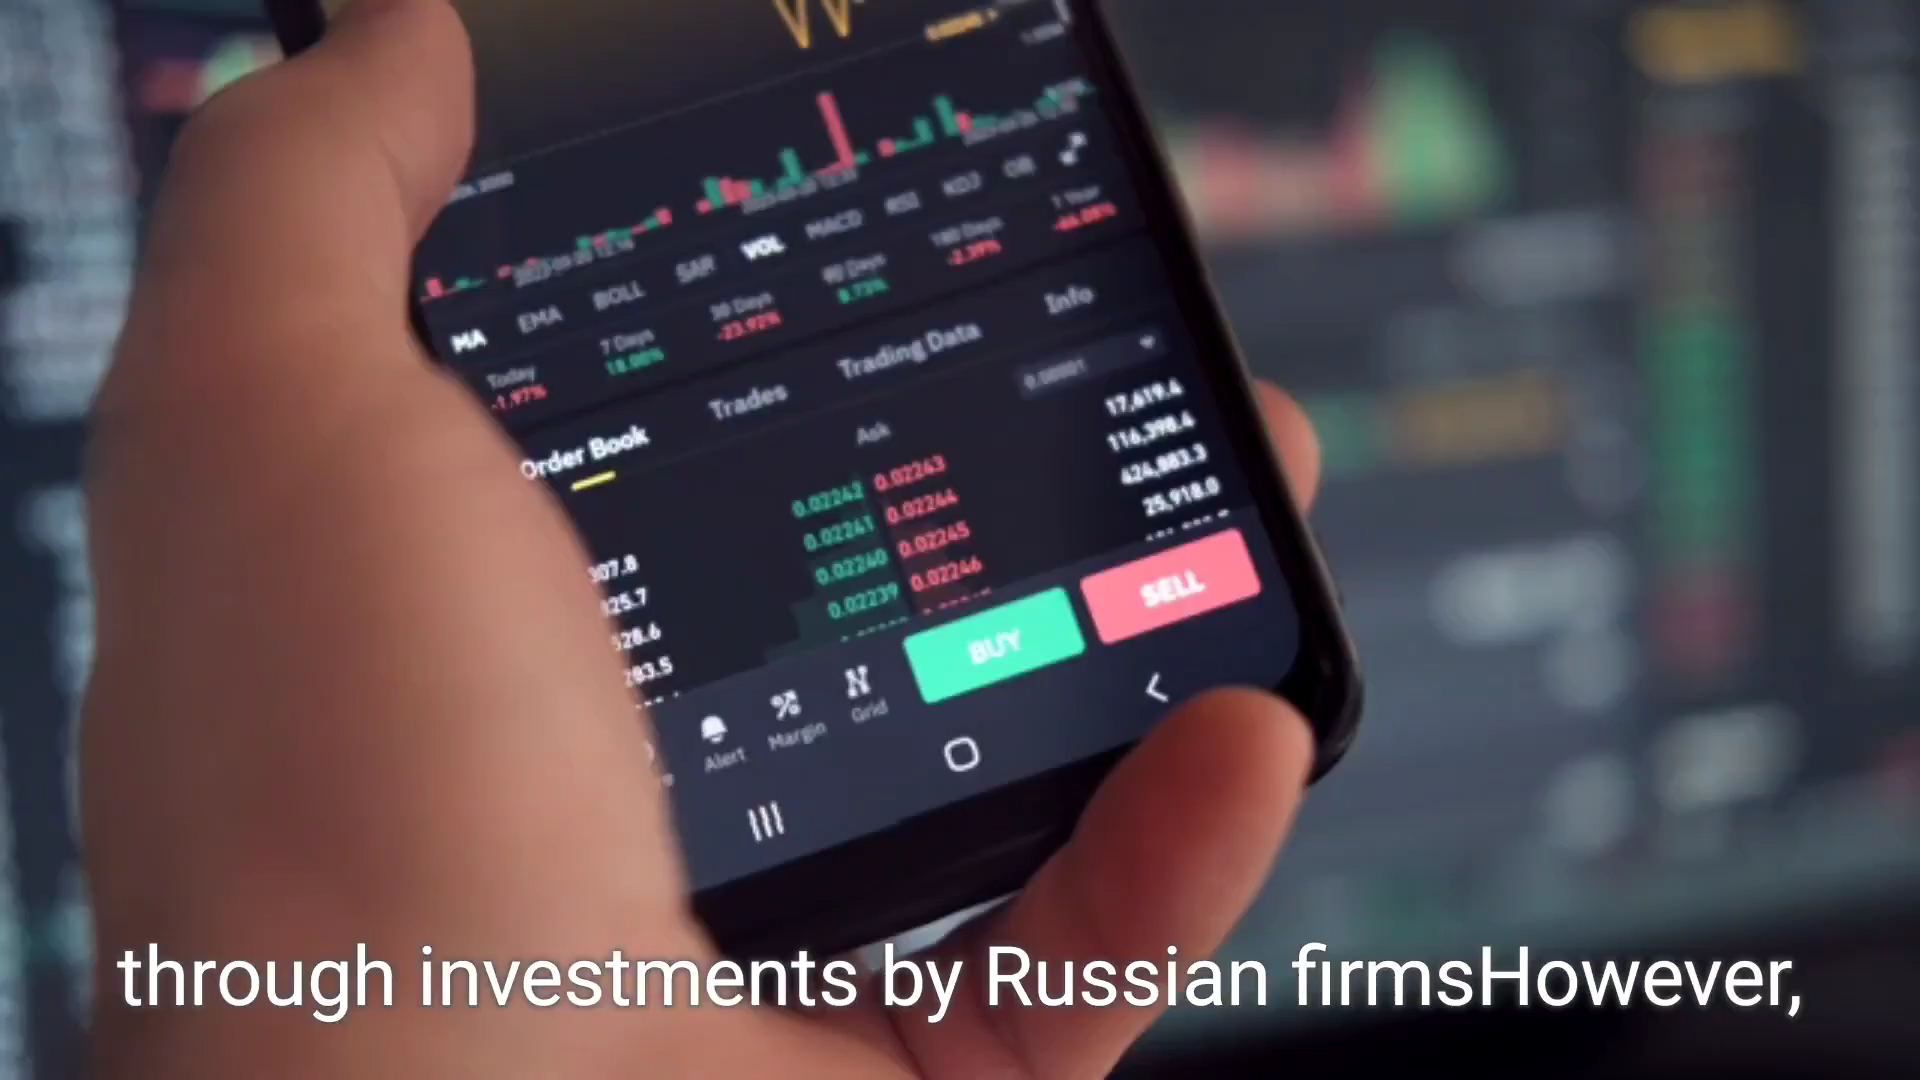 MA EMA BOLL SAR VOL MACD RSI KDJ
Today 7 Days 30 Days 90 Days 180 Days 1 Year
-1.97% 18.08% -23.92% 8.73% -2.39%
Order Book Trades Trading Data Info
Ask
0.02242 0.02243 17,619.4
0.02241 0.02244 116,398.4
0.02240 0.02245 424,883.3
0.02239 0.02246 25,918.0
Alert Margin Grid BUY SELL
through investments by Russian firmsHowever,